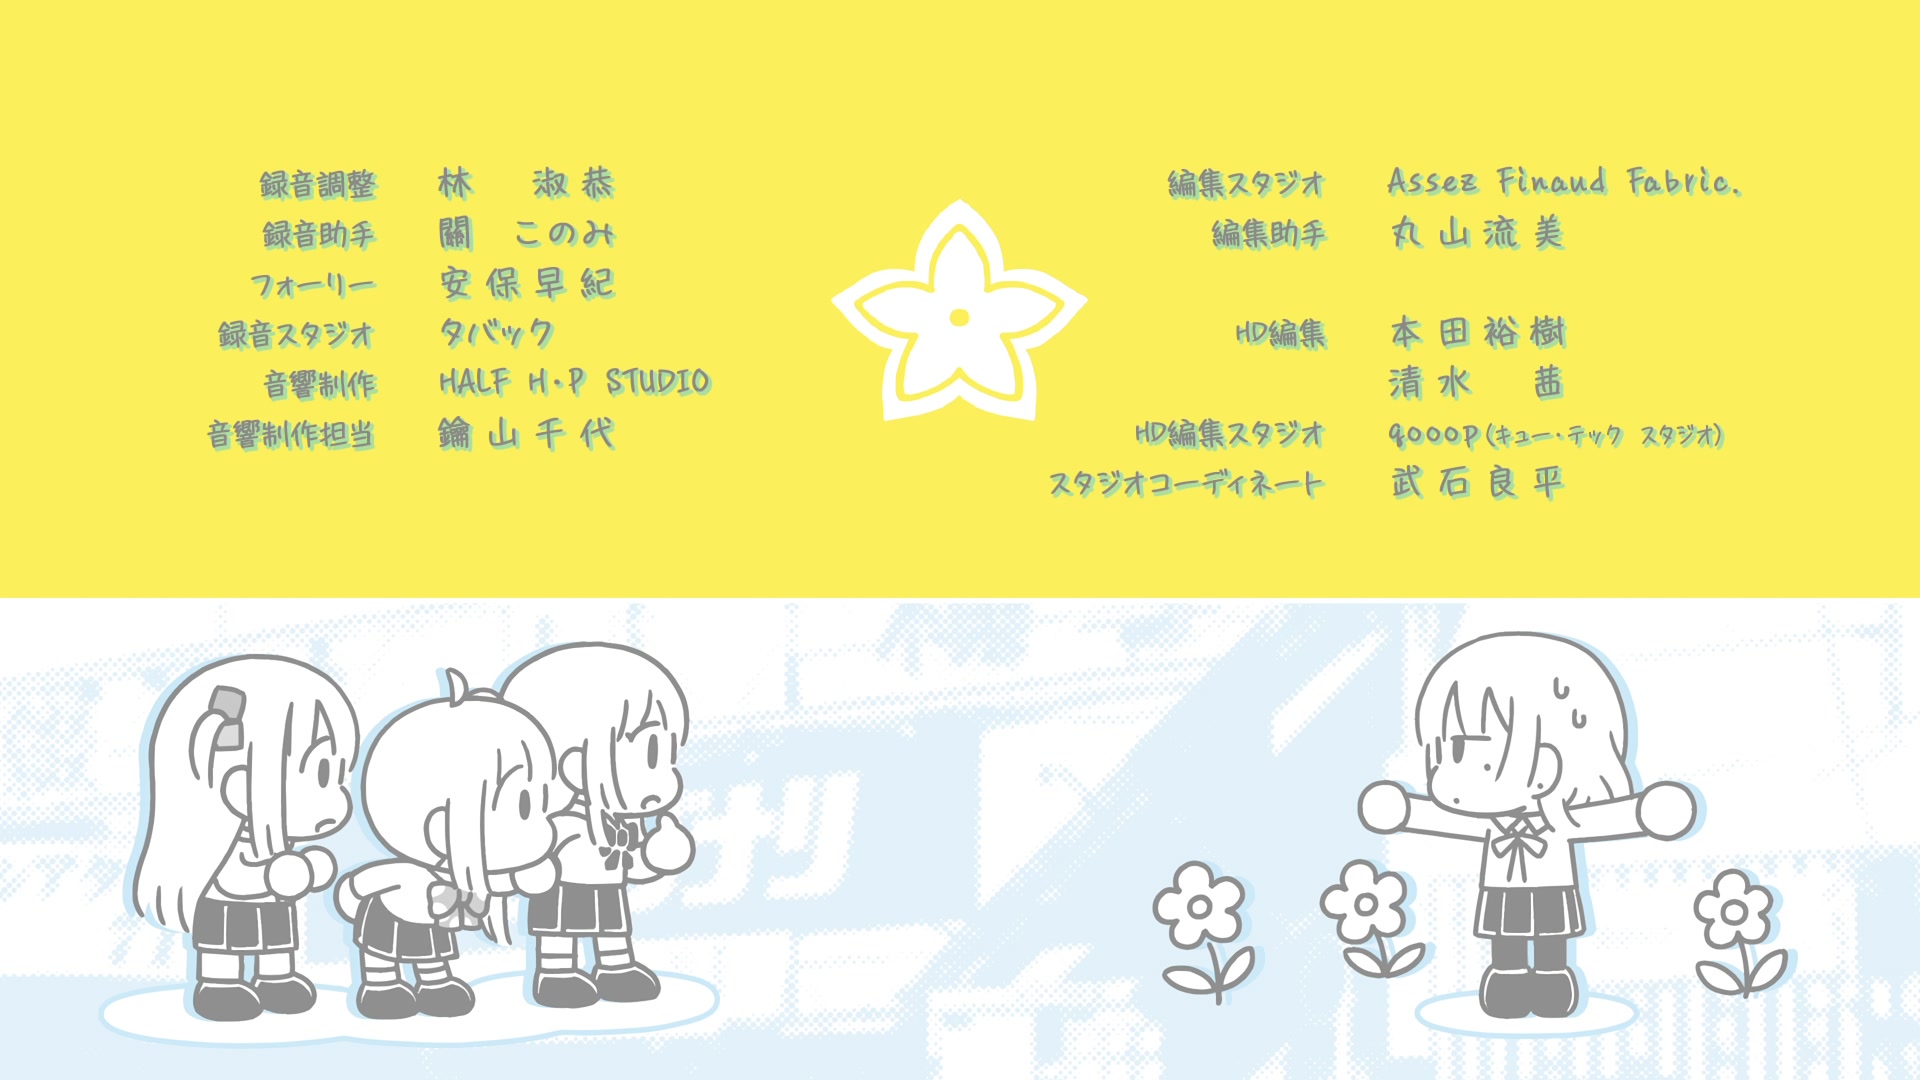 録音調整 林 淑恭
録音助手 關 このみ
フォーリー 安保早紀
録音スタジオ タバック
音響制作 HALF H・P STUDIO
音響制作担当 鑰山千代
編集スタジオ Assez Finaud Fabric.
編集助手 丸山流美
HD編集 本田裕樹
清水 茜
HD編集スタジオ q000p(キュー・テック スタジオ)
スタジオコーディネート 武石良平